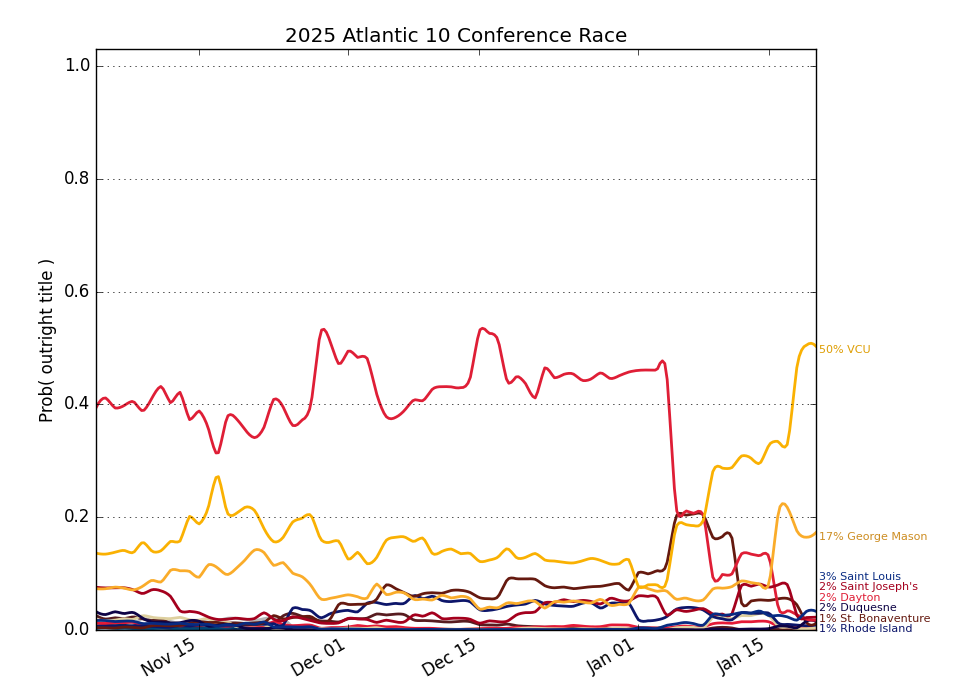 2025 Atlantic 10 Conference Race
Prob( outright title )
1.0
0.8
0.6
0.4
0.2
0.0
Nov 15
Dec 01
Dec 15
Jan 01
Jan 15
50% VCU
17% George Mason
3% Saint Louis
2% Saint Joseph's
2% Dayton
2% Duquesne
1% St. Bonaventure
1% Rhode Island